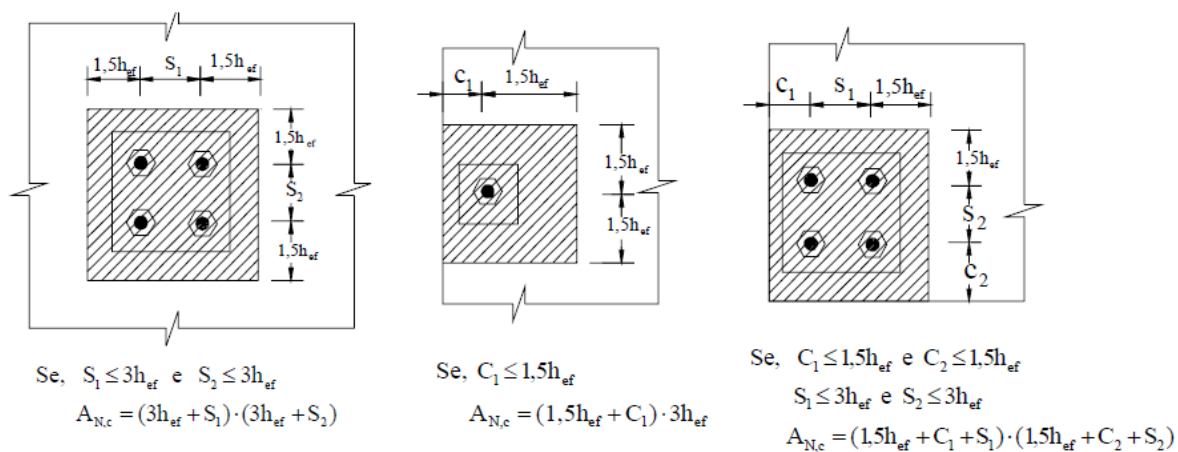 1,5hef S1 1,5hef
1,5hef
S2
1,5hef
Se, S1 ≤ 3hef e S2 ≤ 3hef
AN,c = (3hef + S1)·(3hef + S2)
C1 1,5hef
1,5hef
1,5hef
Se, C1 ≤ 1,5hef
AN,c = (1,5hef + C1)·3hef
C1 S1 1,5hef
1,5hef
S2
C2
Se, C1 ≤ 1,5hef e C2 ≤ 1,5hef
S1 ≤ 3hef e S2 ≤ 3hef
AN,c = (1,5hef + C1 + S1)·(1,5hef + C2 + S2)